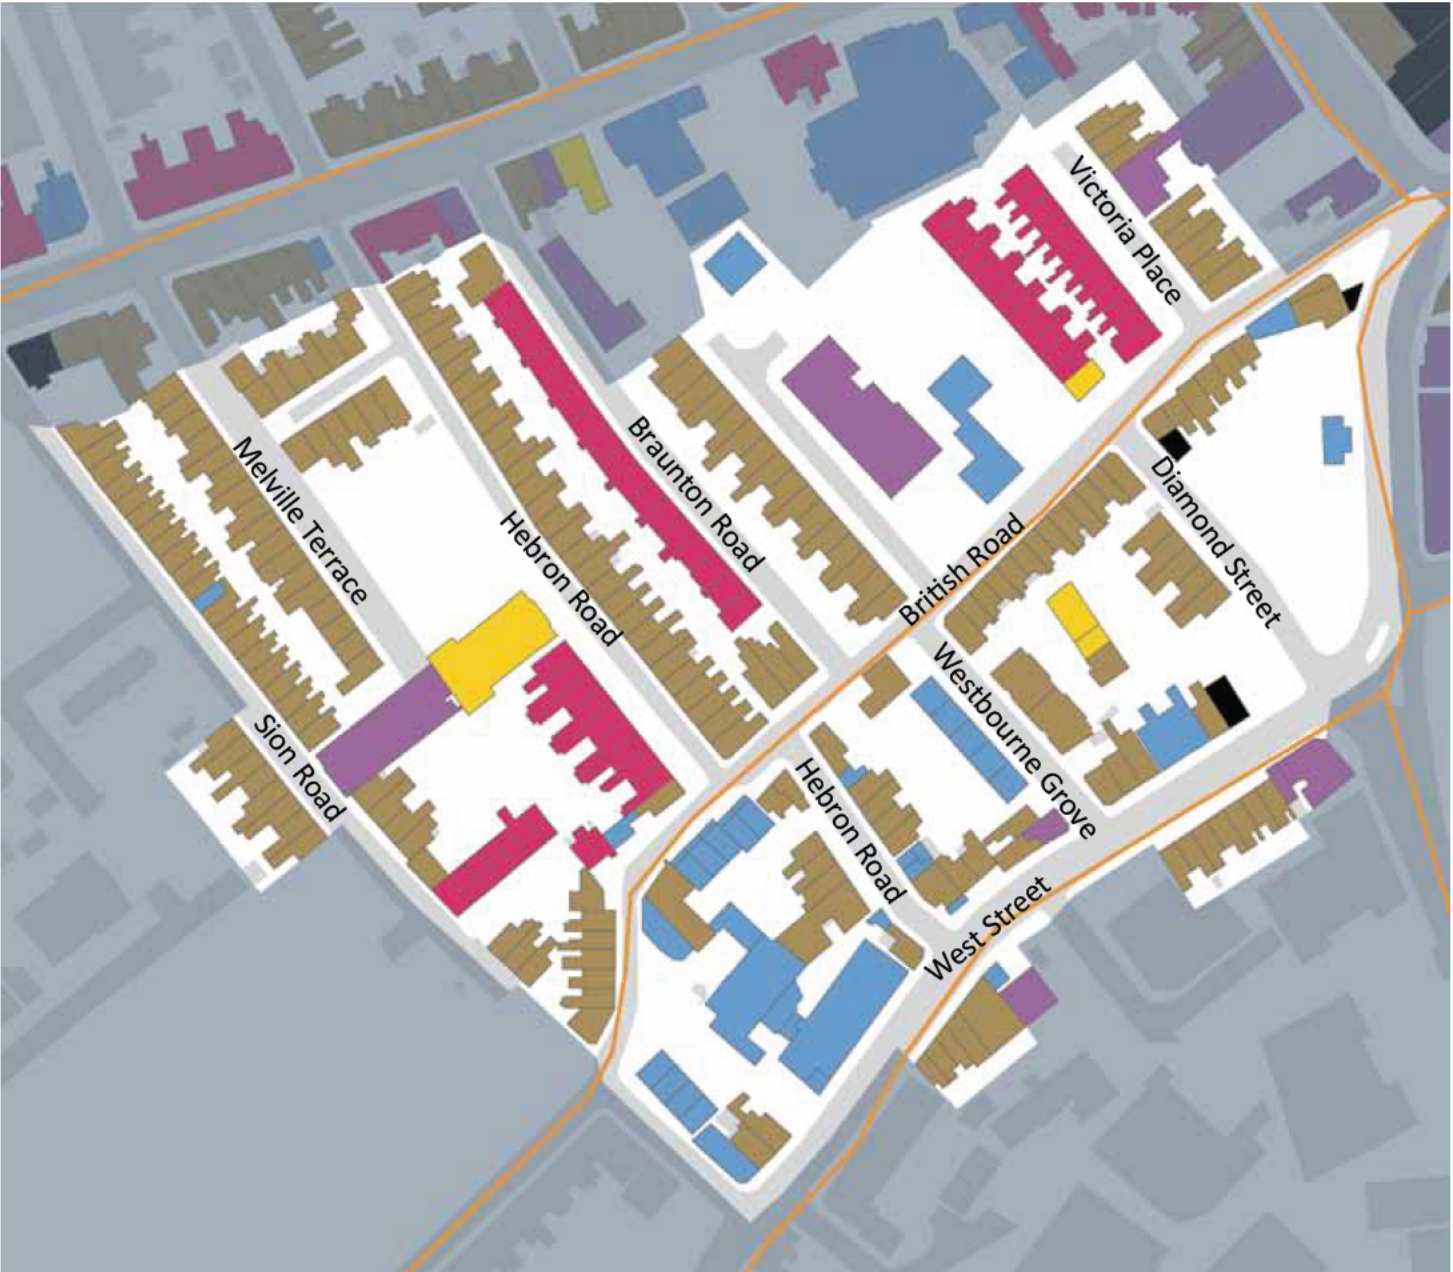 Victoria Place
Melville Terrace
Braunton Road
Hebron Road
British Road
Diamond Street
Westbourne Grove
Sion Road
Hebron Road
West Street